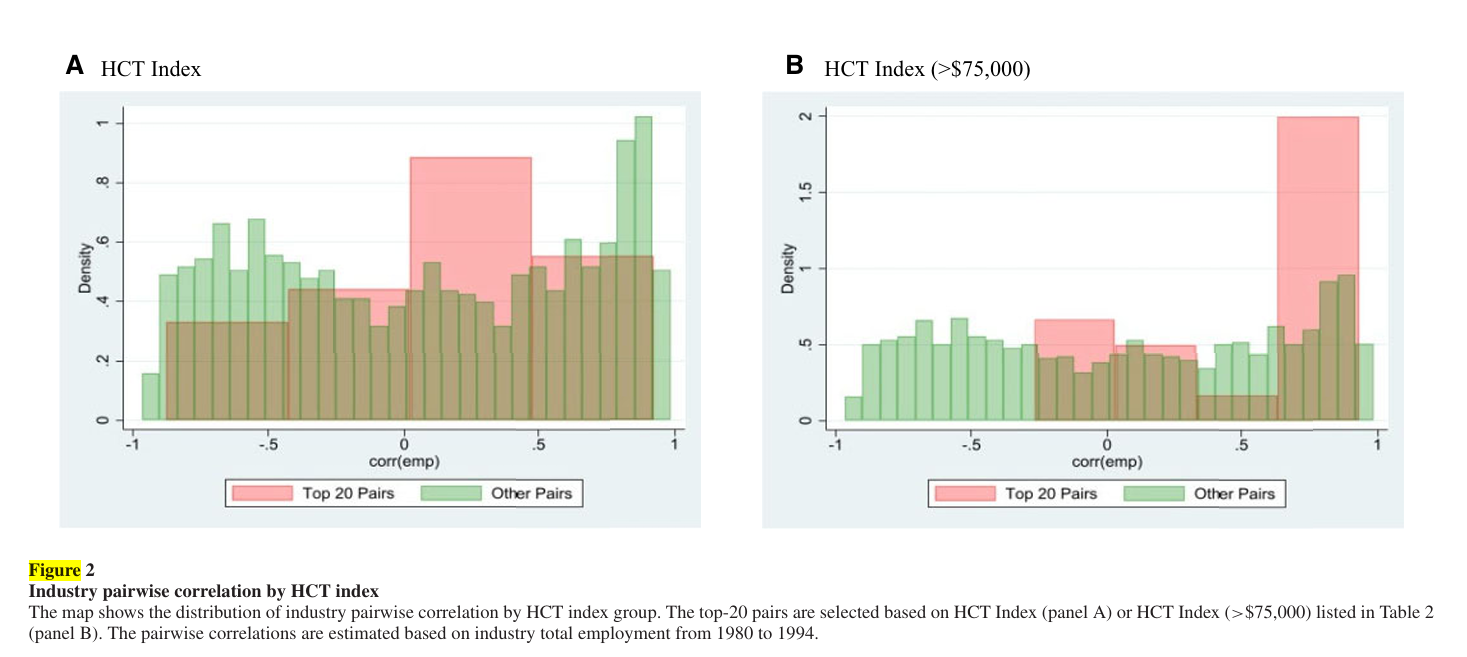 A HCT Index
B HCT Index (>$75,000)
Density
0
.2
.4
.6
.8
1
-1
-.5
0
.5
1
corr(emp)
Top 20 Pairs
Other Pairs
Density
0
.5
1
1.5
2
-1
-.5
0
.5
1
corr(emp)
Top 20 Pairs
Other Pairs
Figure 2
Industry pairwise correlation by HCT index
The map shows the distribution of industry pairwise correlation by HCT index group. The top-20 pairs are selected based on HCT Index (panel A) or HCT Index (>$75,000) listed in Table 2
(panel B). The pairwise correlations are estimated based on industry total employment from 1980 to 1994.